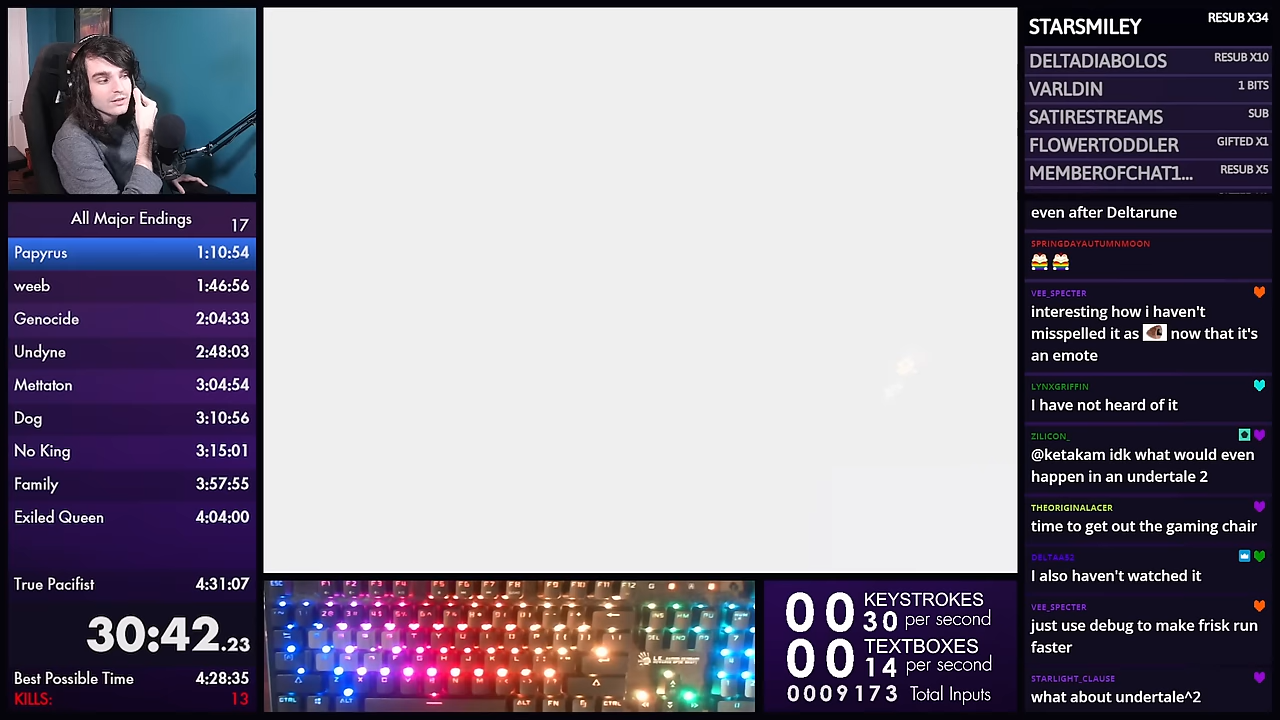 All Major Endings 17
Papyrus 1:10:54
weeb 1:46:56
Genocide 2:04:33
Undyne 2:48:03
Mettaton 3:04:54
Dog 3:10:56
No King 3:15:01
Family 3:57:55
Exiled Queen 4:04:00
True Pacifist 4:31:07
30:42.23
Best Possible Time 4:28:35
KILLS: 13
00 KEYSTROKES
30 per second
00 TEXTBOXES
14 per second
0009173 Total Inputs
STARSMILEY RESUB X34
DELTADIABOLOS RESUB X10
VARLDIN 1 BITS
SATIRESTREAMS SUB
FLOWERTODDLER GIFTED X1
MEMBEROFCHAT1... RESUB X5
even after Deltarune
SPRINGDAYAUTUMNMOON
VEE_SPECTER
interesting how i haven't
misspelled it as now that it's
an emote
LYNXGRIFFIN
I have not heard of it
ZILICON_
@ketakam idk what would even
happen in an undertale 2
THEORIGINALACER
time to get out the gaming chair
DELTAAB2
I also haven't watched it
VEE_SPECTER
just use debug to make frisk run
faster
STARLIGHT_CLAUSE
what about undertale^2